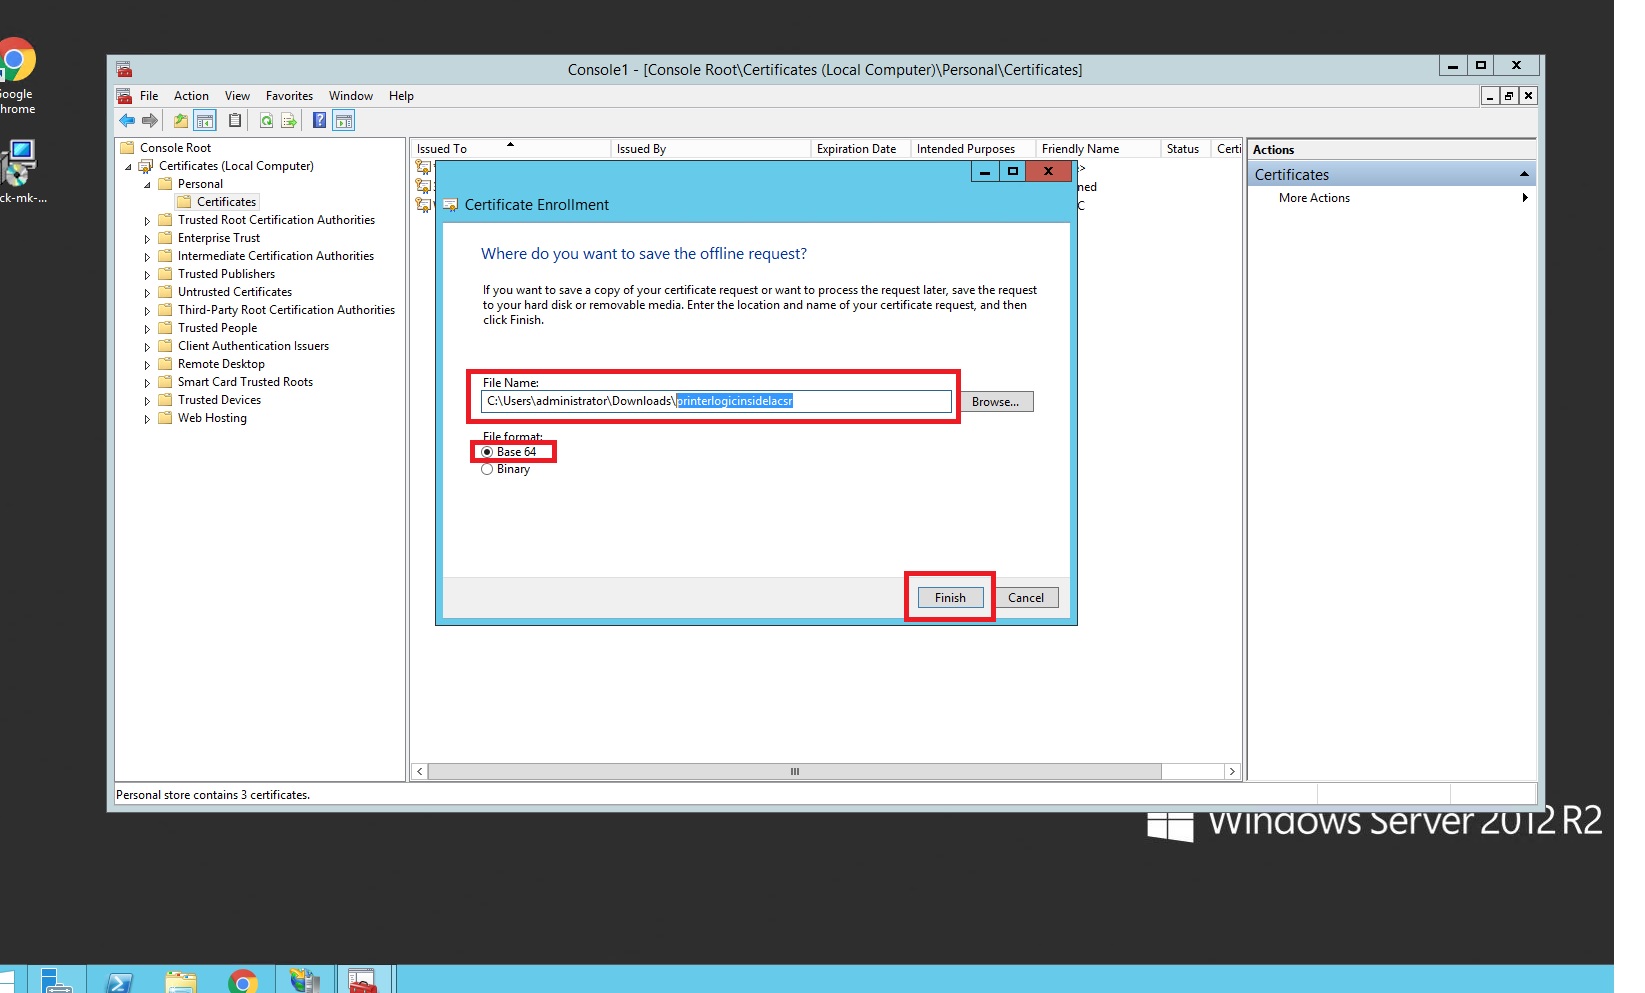 Google
Chrome
ck-mk-...
Console1 - [Console Root\Certificates (Local Computer)\Personal\Certificates]
File Action View Favorites Window Help
Console Root
Certificates (Local Computer)
Personal
Certificates
Trusted Root Certification Authorities
Enterprise Trust
Intermediate Certification Authorities
Trusted Publishers
Untrusted Certificates
Third-Party Root Certification Authorities
Trusted People
Client Authentication Issuers
Remote Desktop
Smart Card Trusted Roots
Trusted Devices
Web Hosting
Issued To Issued By Expiration Date Intended Purposes Friendly Name Status Certi
>
ned
C
Certificate Enrollment
Where do you want to save the offline request?
If you want to save a copy of your certificate request or want to process the request later, save the request
to your hard disk or removable media. Enter the location and name of your certificate request, and then
click Finish.
File Name:
C:\Users\administrator\Downloads\printerlogicinsidelacsr
Browse...
File format:
Base 64
Binary
Finish Cancel
Actions
Certificates
More Actions
Personal store contains 3 certificates.
Windows Server 2012 R2